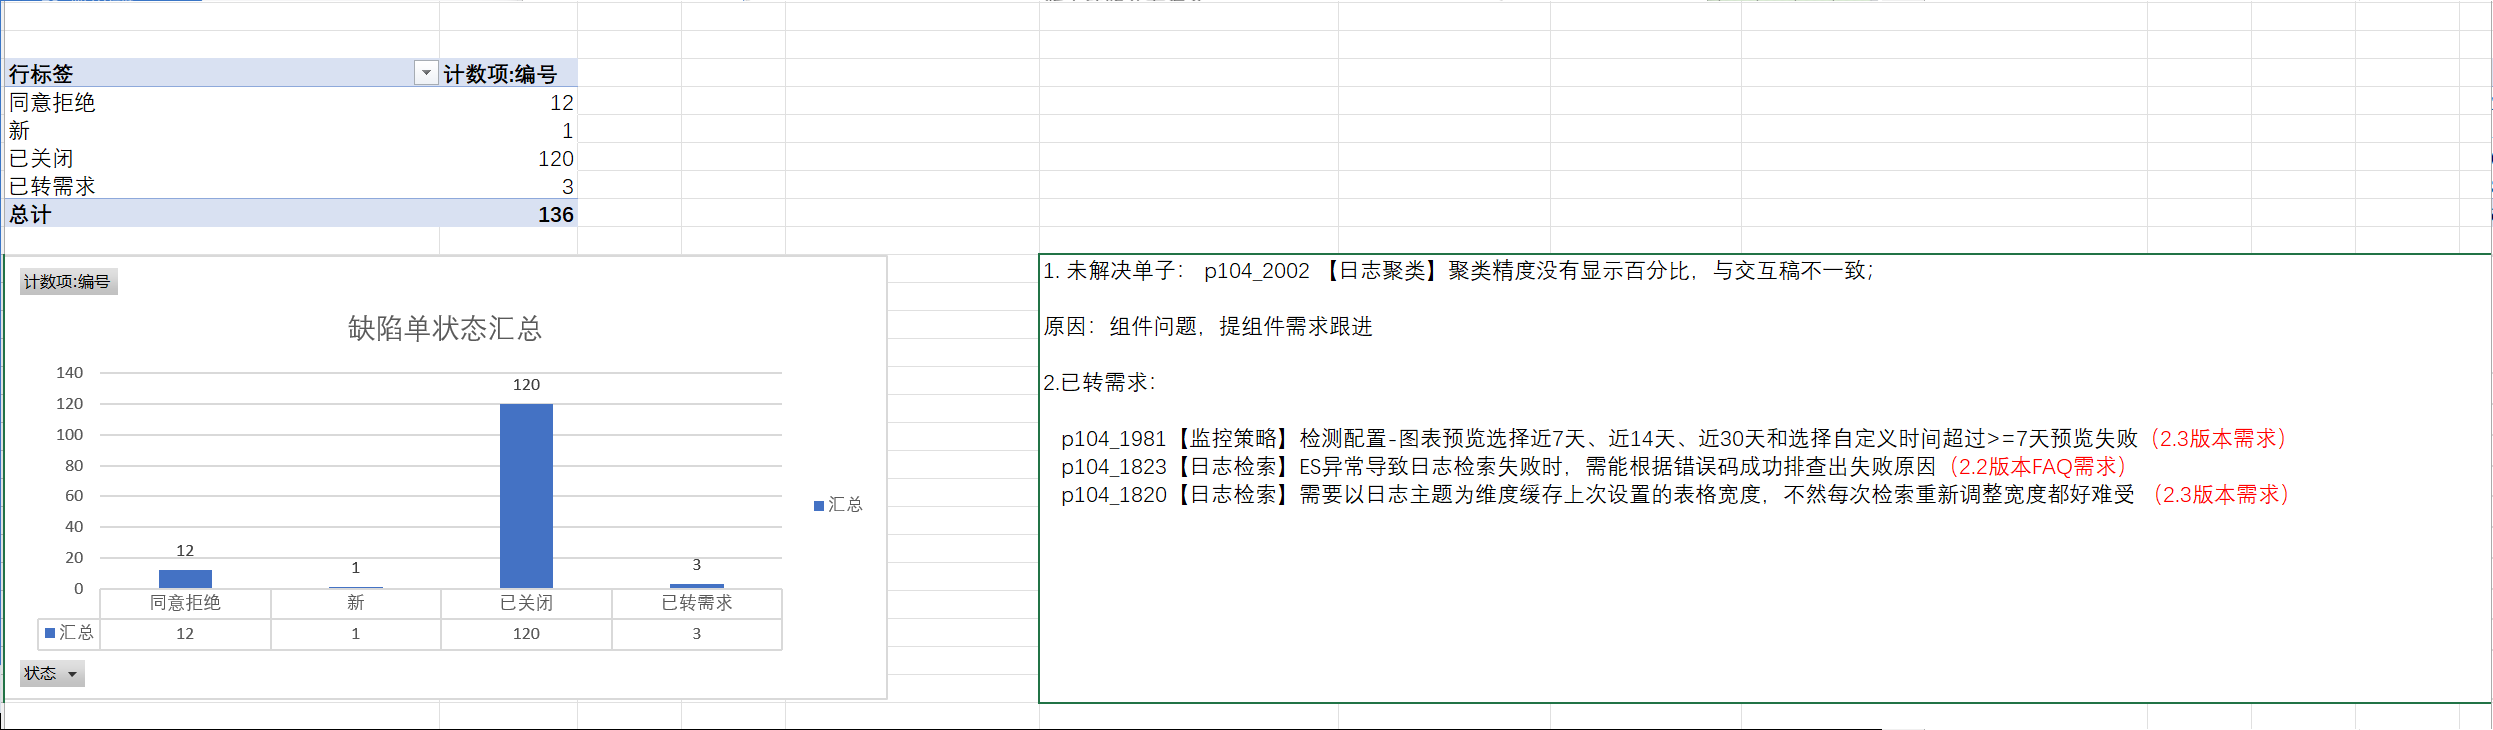 行标签 计数项:编号
同意拒绝 12
新 1
已关闭 120
已转需求 3
总计 136
计数项:编号
缺陷单状态汇总
140
120
100
80
60
40
20
0
12
1
120
3
汇总
同意拒绝 新 已关闭 已转需求
汇总 12 1 120 3
状态
1. 未解决单子： p104_2002 【日志聚类】聚类精度没有显示百分比，与交互稿不一致；
原因：组件问题，提组件需求跟进
2.已转需求：
p104_1981【监控策略】检测配置-图表预览选择近7天、近14天、近30天和选择自定义时间超过>=7天预览失败（2.3版本需求）
p104_1823【日志检索】ES异常导致日志检索失败时，需能根据错误码成功排查出失败原因（2.2版本FAQ需求）
p104_1820【日志检索】需要以日志主题为维度缓存上次设置的表格宽度，不然每次检索重新调整宽度都好难受 （2.3版本需求）